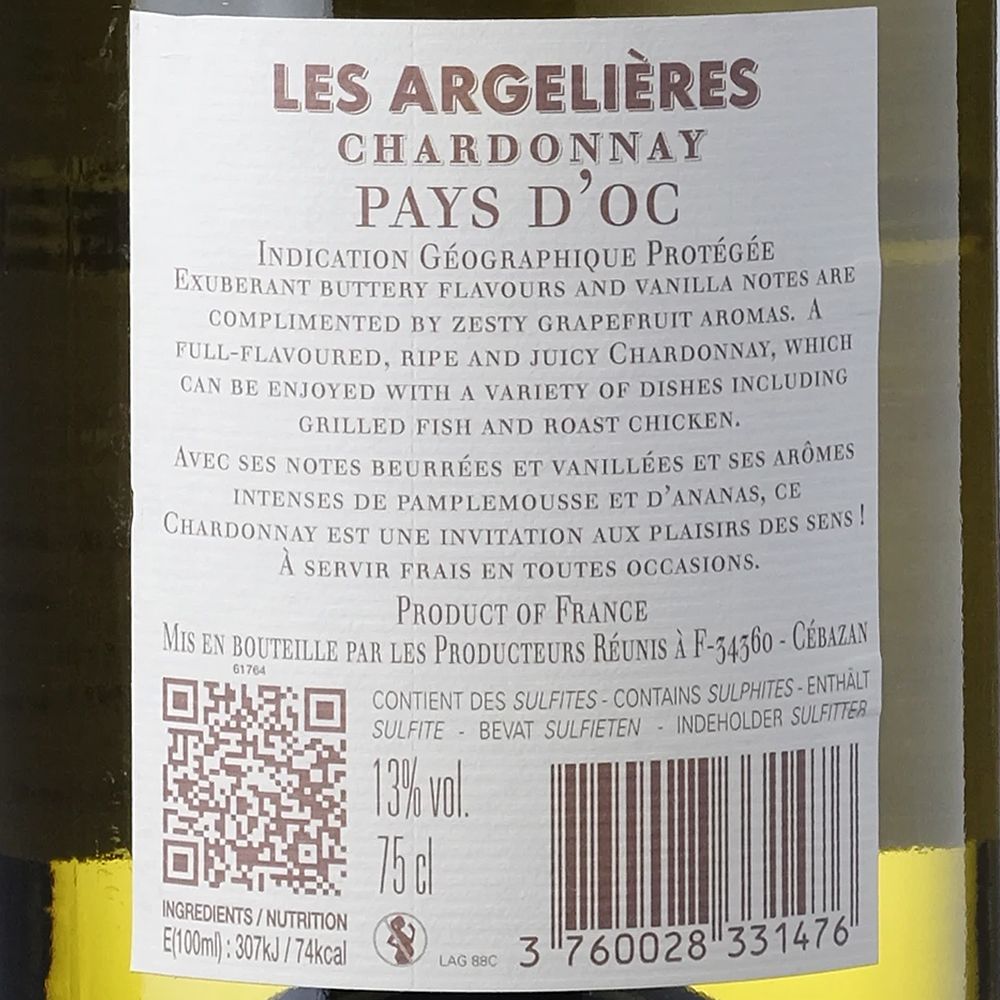 LES ARGELIÈRES
CHARDONNAY
PAYS D'OC
INDICATION GÉOGRAPHIQUE PROTÉGÉE
EXUBERANT BUTTERY FLAVOURS AND VANILLA NOTES ARE
COMPLIMENTED BY ZESTY GRAPEFRUIT AROMAS. A
FULL-FLAVOURED, RIPE AND JUICY CHARDONNAY, WHICH
CAN BE ENJOYED WITH A VARIETY OF DISHES INCLUDING
GRILLED FISH AND ROAST CHICKEN.
AVEC SES NOTES BEURRÉES ET VANILLÉES ET SES ARÔMES
INTENSES DE PAMPLEMOUSSE ET D'ANANAS, CE
CHARDONNAY EST UNE INVITATION AUX PLAISIRS DES SENS !
À SERVIR FRAIS EN TOUTES OCCASIONS.
PRODUCT OF FRANCE
MIS EN BOUTEILLE PAR LES PRODUCTEURS RÉUNIS À F-34360 - CÉBAZAN
61764
CONTIENT DES SULFITES - CONTAINS SULPHITES - ENTHÄLT
SULFITE - BEVAT SULFIETEN - INDEHOLDER SULFITTER
13% vol.
75 cl
INGREDIENTS / NUTRITION
E(100ml) : 307kJ / 74kcal
LAG 88C
3 760028 331476